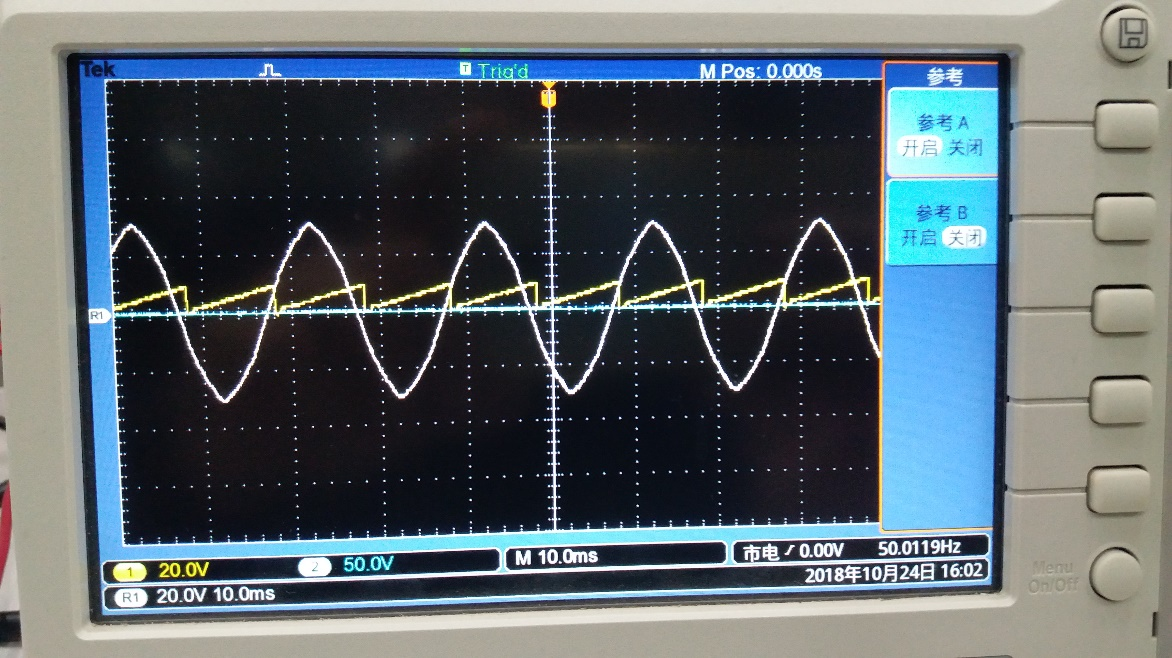 Tek
T Trig'd
M Pos: 0.000s
参考
参考 A
开启 关闭
参考 B
开启 关闭
R1
1 20.0V
2 50.0V
M 10.0ms
市电 0.00V 50.0119Hz
2018年10月24日 16:02
R1 20.0V 10.0ms
Menu
On/Off